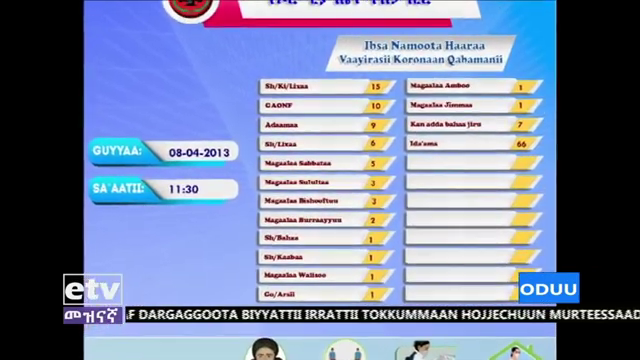 Ibsa Namoota Haaraa
Vaayirasii Koronaan Qabamanii
Sh/Ki/Lixaa 15
GAONF 10
Adaamaa 9
Sh/Lixaa 6
Magaalaa Sabbataa 5
Magaalaa Sulultaa 3
Magaalaa Bishooftuu 3
Magaalaa Burraayyuu 2
Sh/Bahaa 1
Sh/Kaabaa 1
Magaalaa Walisoo 1
Go/Arsii 1
Magaalaa Amboo 1
Magaalaa Jimmaa 1
Kan adda bahaa jiru 7
Ida'ama 66
GUYYAA: 08-04-2013
SA'AATII: 11:30
etv
መዝናኛ
ODUU
AF DARGAGGOOTA BIYYATTII IRRATTII TOKKUMMAAN HOJJECHUUN MURTEESSAAD